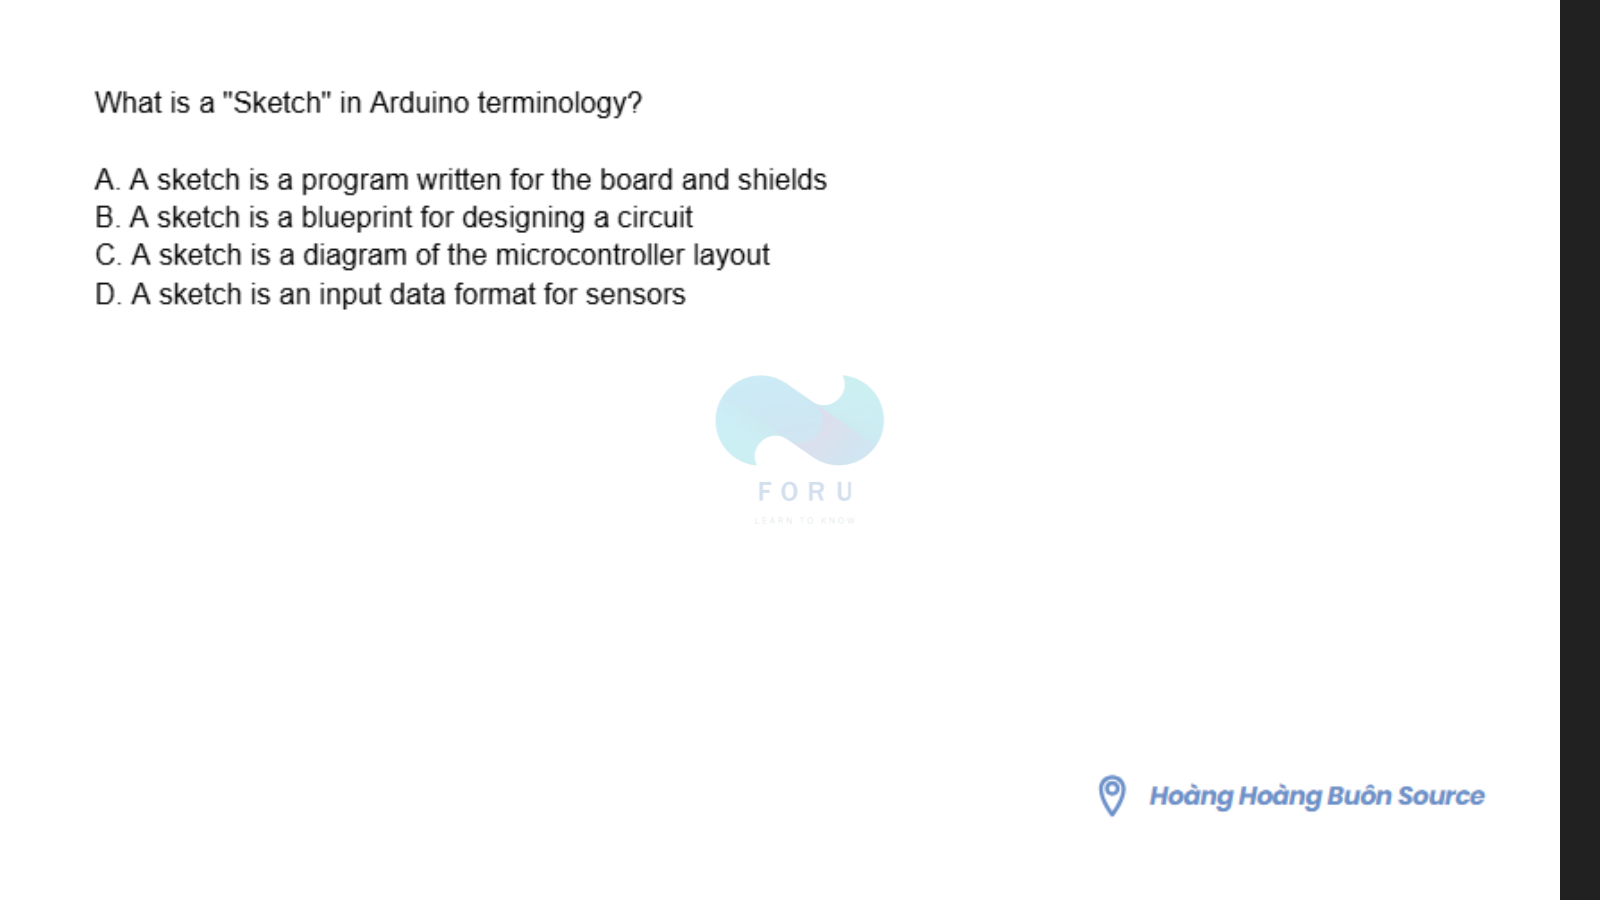 What is a "Sketch" in Arduino terminology?
A. A sketch is a program written for the board and shields
B. A sketch is a blueprint for designing a circuit
C. A sketch is a diagram of the microcontroller layout
D. A sketch is an input data format for sensors
FORU
LEARN TO KNOW
Hoàng Hoàng Buôn Source